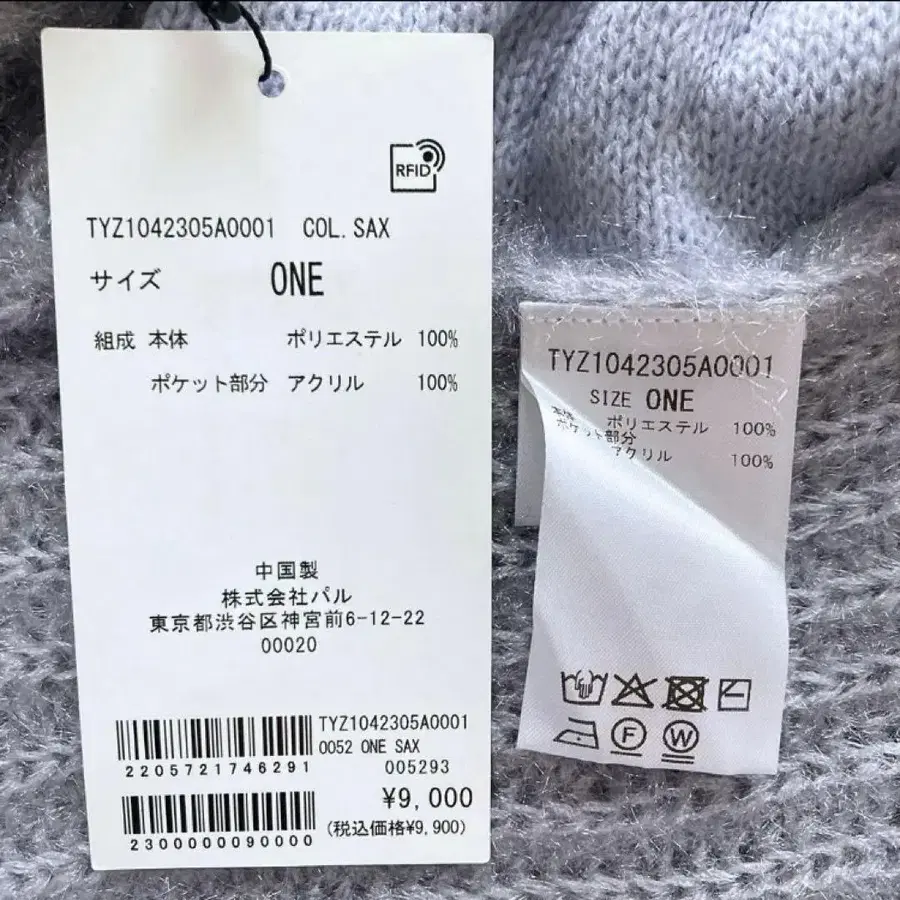 RFID
TYZ1042305A0001 COL. SAX
サイズ ONE
組成 本体 ポリエステル 100%
ポケット部分 アクリル 100%
中国製
株式会社パル
東京都渋谷区神宮前6-12-22
00020
TYZ1042305A0001
0052 ONE SAX
2205721746291 005293
¥9,000
(税込価格¥9,900)
2300000090000
TYZ1042305A0001
SIZE ONE
本体 ポリエステル 100%
ポケット部分
アクリル 100%
F W